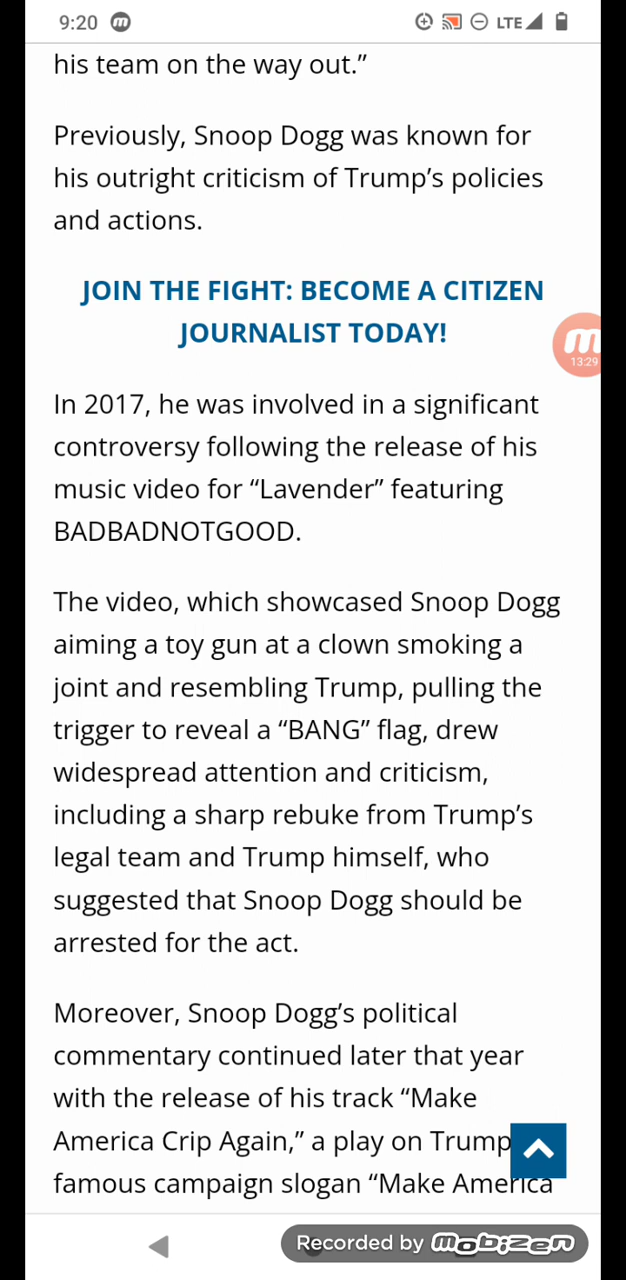 9:20 m LTE
his team on the way out.”
Previously, Snoop Dogg was known for
his outright criticism of Trump’s policies
and actions.
JOIN THE FIGHT: BECOME A CITIZEN
JOURNALIST TODAY!
m
13:29
In 2017, he was involved in a significant
controversy following the release of his
music video for “Lavender” featuring
BADBADNOTGOOD.
The video, which showcased Snoop Dogg
aiming a toy gun at a clown smoking a
joint and resembling Trump, pulling the
trigger to reveal a “BANG” flag, drew
widespread attention and criticism,
including a sharp rebuke from Trump’s
legal team and Trump himself, who
suggested that Snoop Dogg should be
arrested for the act.
Moreover, Snoop Dogg’s political
commentary continued later that year
with the release of his track “Make
America Crip Again,” a play on Trump
famous campaign slogan “Make America
Recorded by mobizen